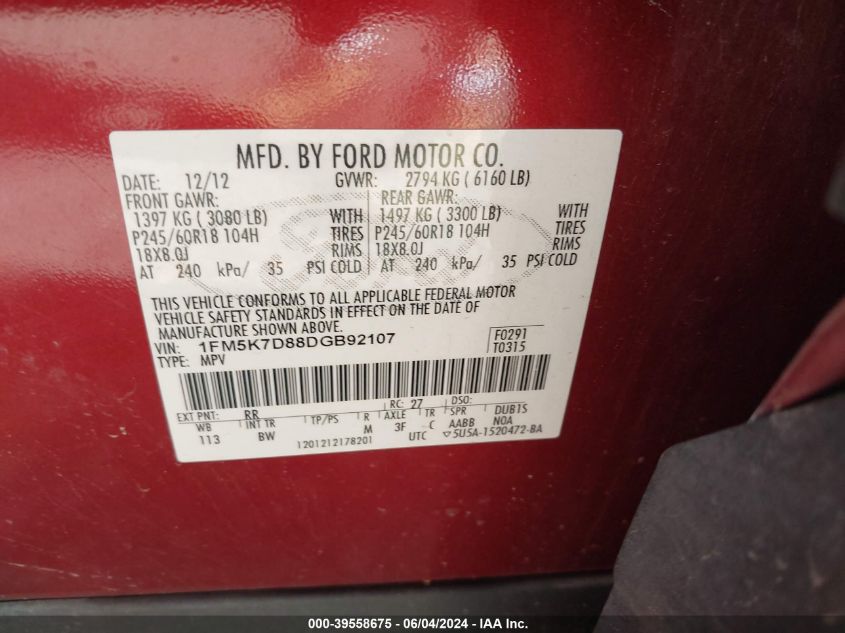 MFD. BY FORD MOTOR CO.
DATE: 12/12 GVWR: 2794 KG ( 6160 LB)
FRONT GAWR: REAR GAWR:
1397 KG ( 3080 LB) WITH 1497 KG ( 3300 LB) WITH
P245/60R18 104H TIRES P245/60R18 104H TIRES
18X8.0J RIMS 18X8.0J RIMS
AT 240 kPa/ 35 PSI COLD AT 240 kPa/ 35 PSI COLD
THIS VEHICLE CONFORMS TO ALL APPLICABLE FEDERAL MOTOR
VEHICLE SAFETY STANDARDS IN EFFECT ON THE DATE OF
MANUFACTURE SHOWN ABOVE.
VIN: 1FM5K7D88DGB92107 F0291
TYPE: MPV T0315
RC: 27 DSO:
EXT PNT: RR
WB INT TR TP/PS R AXLE TR SPR DUB1S
113 BW 1201212178201 M 3F C AABB NOA
UTC ▽5U5A-1520472-BA
000-39558675 / 06/04/2024 - IAA Inc.